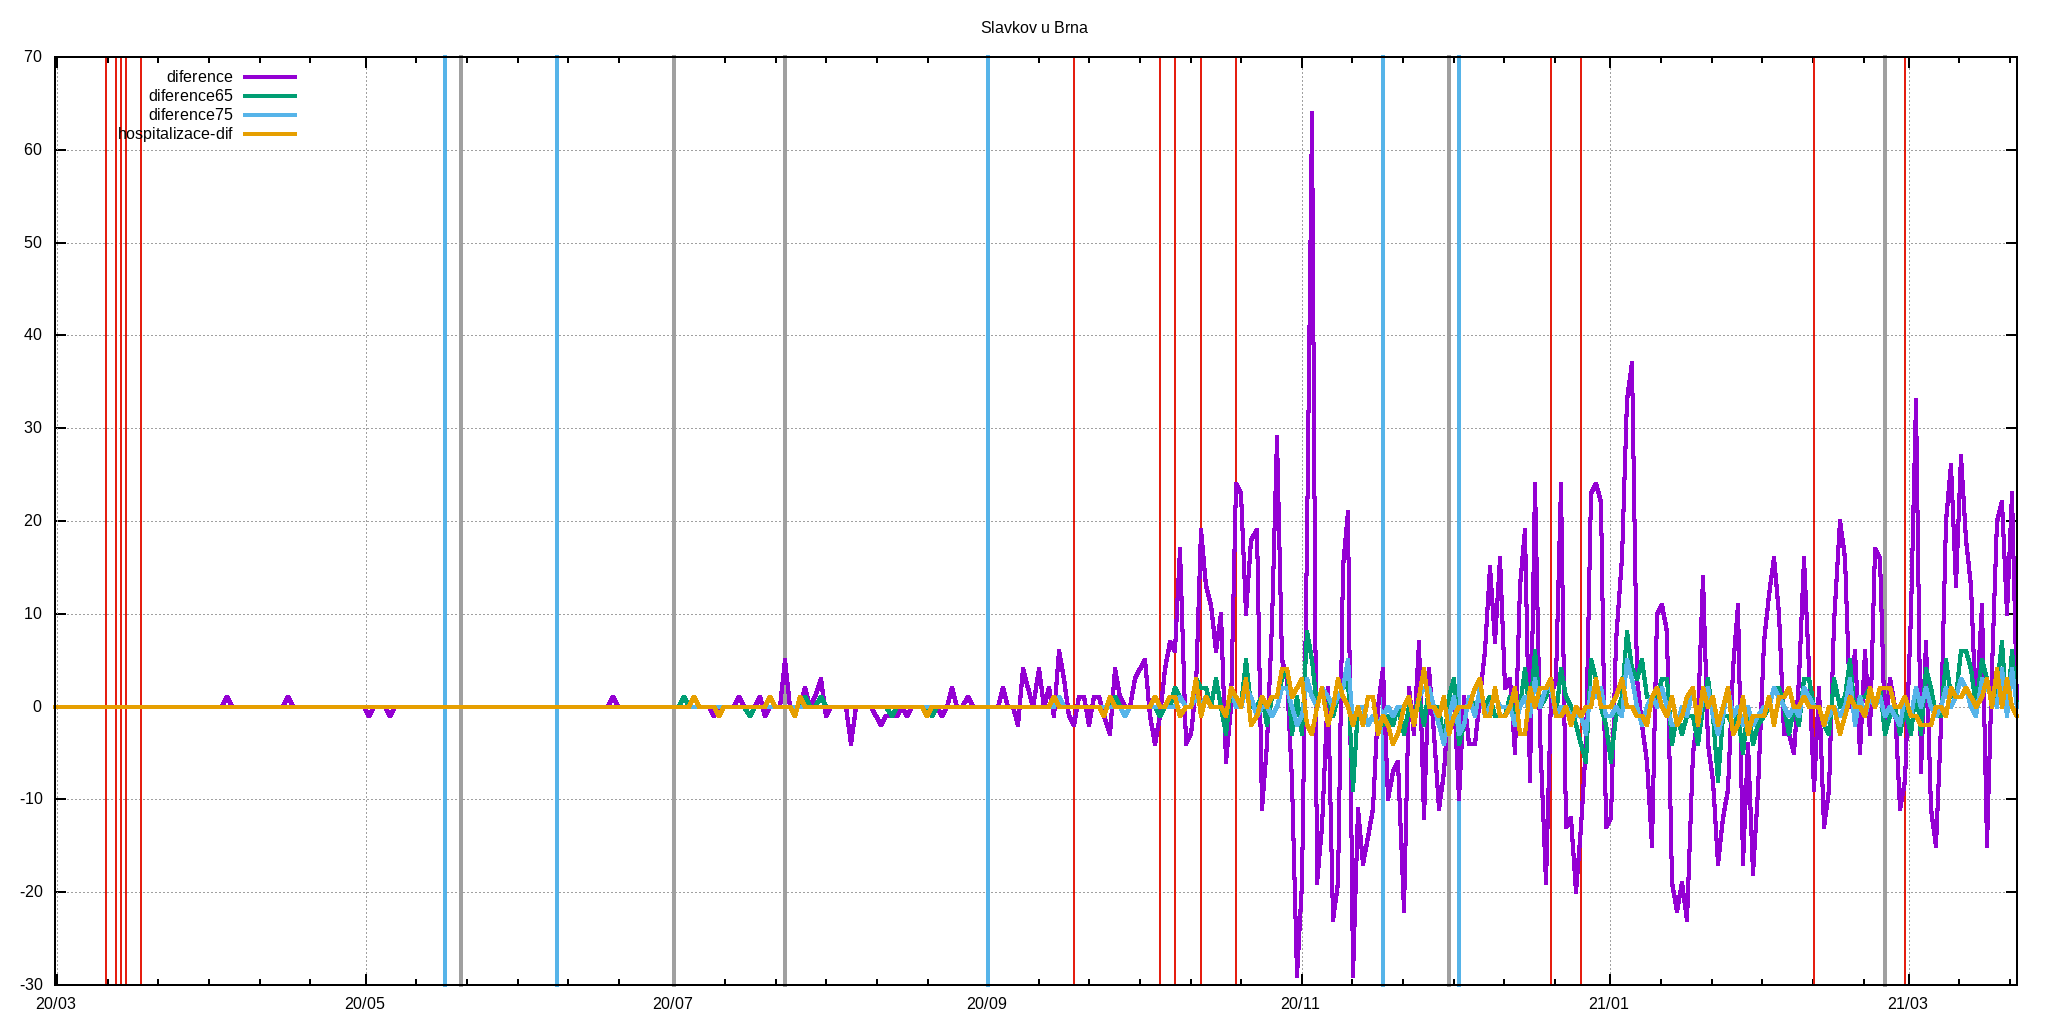 Slavkov u Brna
70
60
50
40
30
20
10
0
-10
-20
-30
diference
diference65
diference75
hospitalizace-dif
20/03 20/05 20/07 20/09 20/11 21/01 21/03